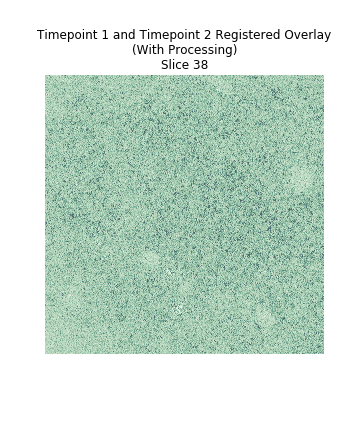 Timepoint 1 and Timepoint 2 Registered Overlay
(With Processing)
Slice 38